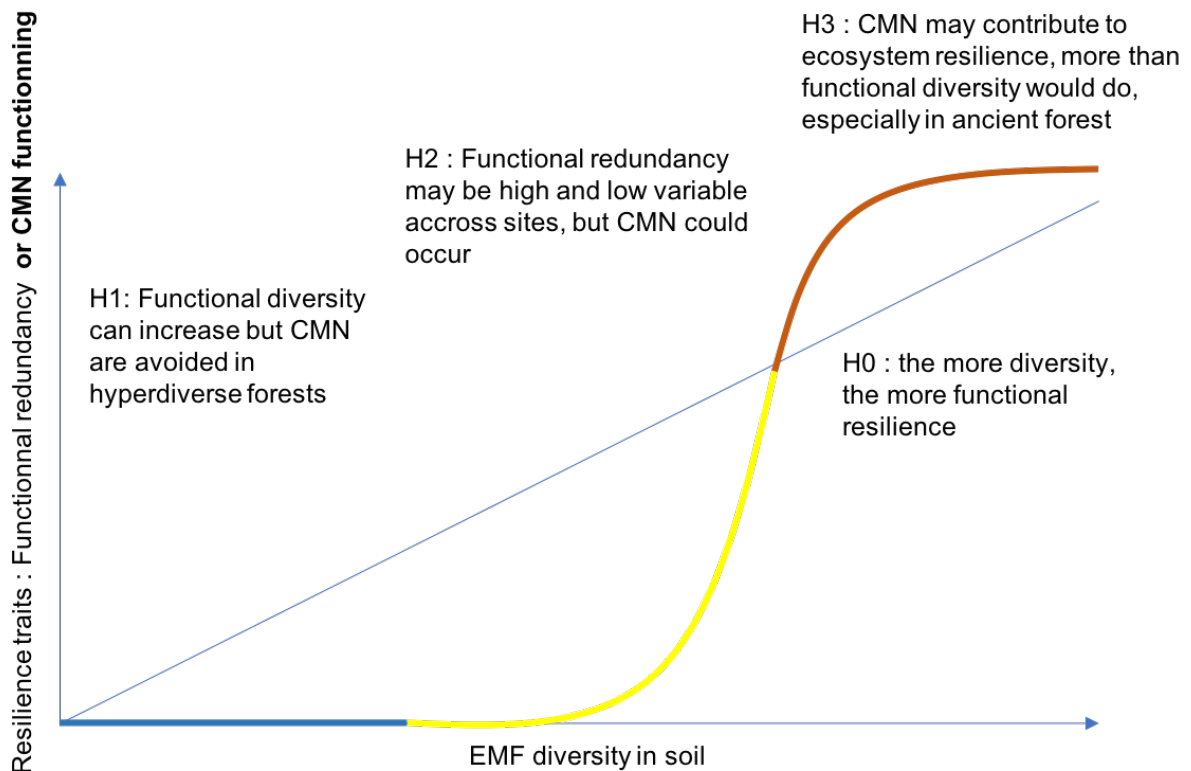 Resilience traits : Functionnal redundancy or CMN functionning
H3 : CMN may contribute to
ecosystem resilience, more than
functional diversity would do,
especially in ancient forest
H2 : Functional redundancy
may be high and low variable
accross sites, but CMN could
occur
H1: Functional diversity
can increase but CMN
are avoided in
hyperdiverse forests
H0 : the more diversity,
the more functional
resilience
EMF diversity in soil